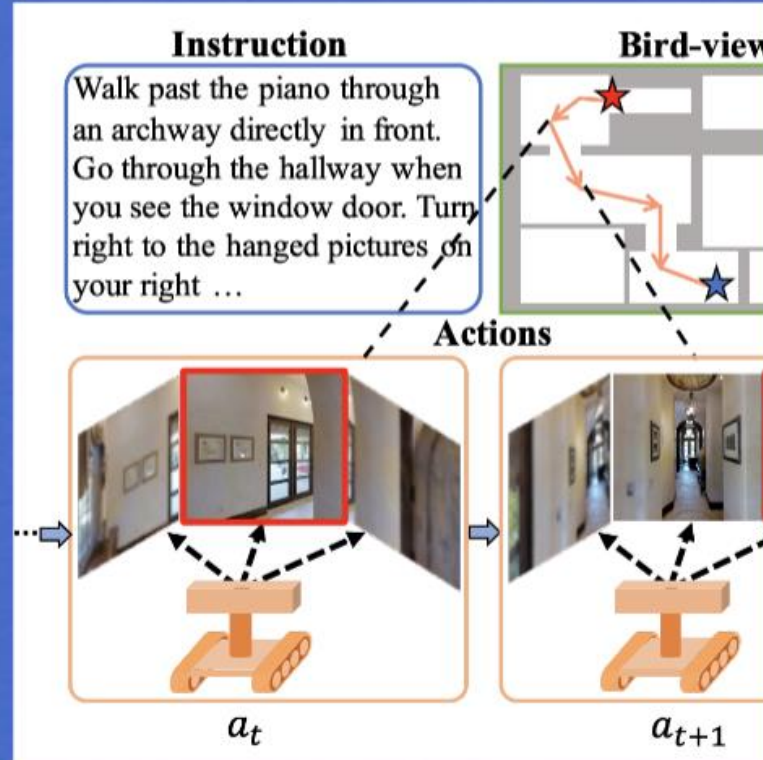 Instruction
Walk past the piano through
an archway directly in front.
Go through the hallway when
you see the window door. Turn
right to the hanged pictures on
your right …
Bird-view
Actions
a_t
a_{t+1}